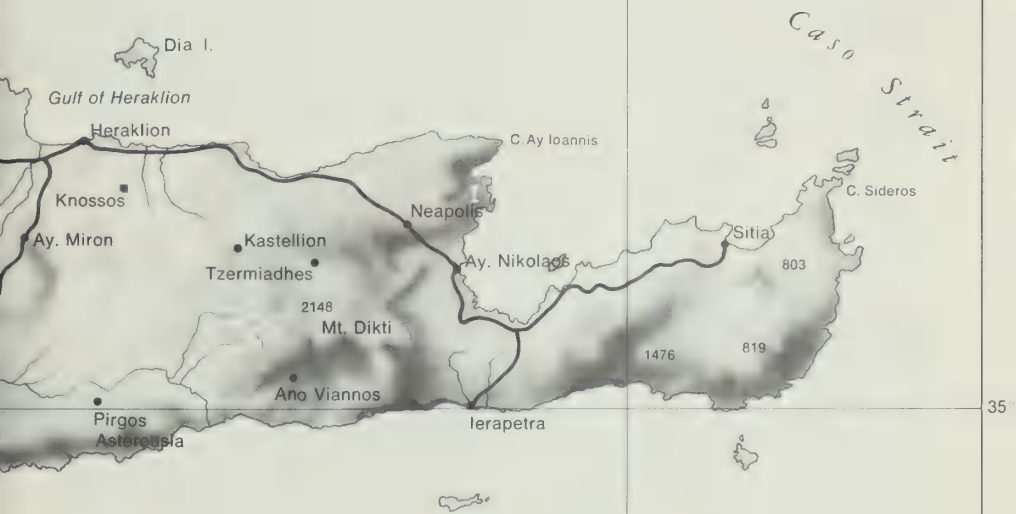 Caso Strait
Dia I.
Gulf of Heraklion
Heraklion
C. Ay Ioannis
Knossos
C. Sideros
Neapolis
Ay. Miron
Kastellion
Sitia
Tzermiadhes
Ay. Nikolaos
803
2148
Mt. Dikti
1476
819
Ano Viannos
35°
Pirgos
Ierapetra
Asterousia